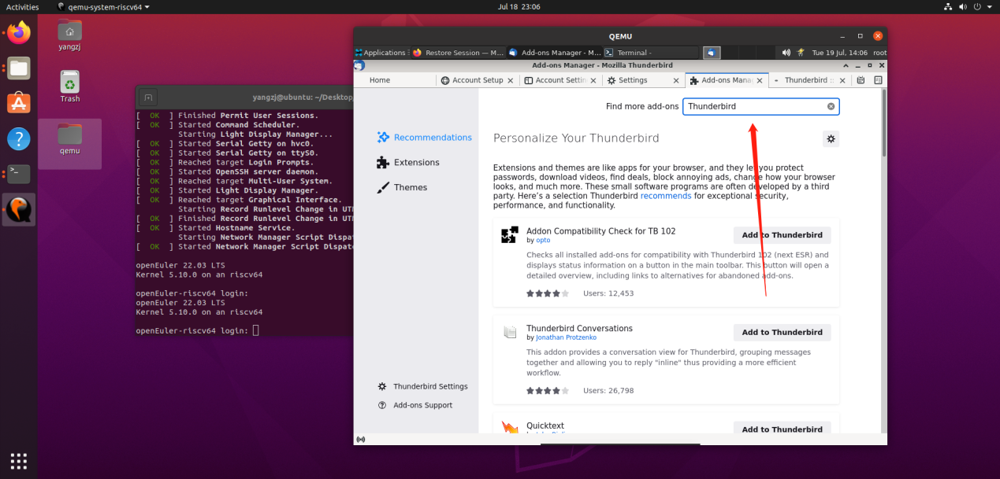 Activities
qemu-system-riscv64
Jul 18 23:06
yangzj
Trash
qemu
yangzj@ubuntu: ~/Desktop/
[ OK ] Finished Permit User Sessions.
[ OK ] Started Command Scheduler.
Starting Light Display Manager...
[ OK ] Started Serial Getty on hvc0.
[ OK ] Started Serial Getty on ttyS0.
[ OK ] Reached target Login Prompts.
[ OK ] Started OpenSSH server daemon.
[ OK ] Reached target Multi-User System.
[ OK ] Started Light Display Manager.
[ OK ] Reached target Graphical Interface.
Starting Record Runlevel Change in UTM
[ OK ] Finished Record Runlevel Change in UTM
[ OK ] Started Hostname Service.
Starting Network Manager Script Dispat
[ OK ] Started Network Manager Script Dispatc
openEuler 22.03 LTS
Kernel 5.10.0 on an riscv64
openEuler-riscv64 login:
openEuler 22.03 LTS
Kernel 5.10.0 on an riscv64
openEuler-riscv64 login:
QEMU
Applications
Restore Session — M...
Add-ons Manager - M...
Terminal -
Tue 19 Jul, 14:06
root
Add-ons Manager - Mozilla Thunderbird
Home
Account Setup
Account Settin
Settings
Add-ons Mana
Thunderbird ::
Find more add-ons
Thunderbird
Recommendations
Extensions
Themes
Thunderbird Settings
Add-ons Support
Personalize Your Thunderbird
Extensions and themes are like apps for your browser, and they let you protect
passwords, download videos, find deals, block annoying ads, change how your browser
looks, and much more. These small software programs are often developed by a third
party. Here's a selection Thunderbird recommends for exceptional security,
performance, and functionality.
Addon Compatibility Check for TB 102
by opto
Add to Thunderbird
Checks all installed add-ons for compatibility with Thunderbird 102 (next ESR) and
displays status information on a button in the main toolbar. This button will open a
detailed overview, including links to alternatives for abandoned add-ons.
Users: 12,453
Thunderbird Conversations
by Jonathan Protzenko
Add to Thunderbird
This addon provides a conversation view for Thunderbird, grouping messages
together and allowing you to reply "inline" thus providing a more efficient
workflow.
Users: 26,798
Quicktext
Add to Thunderbird